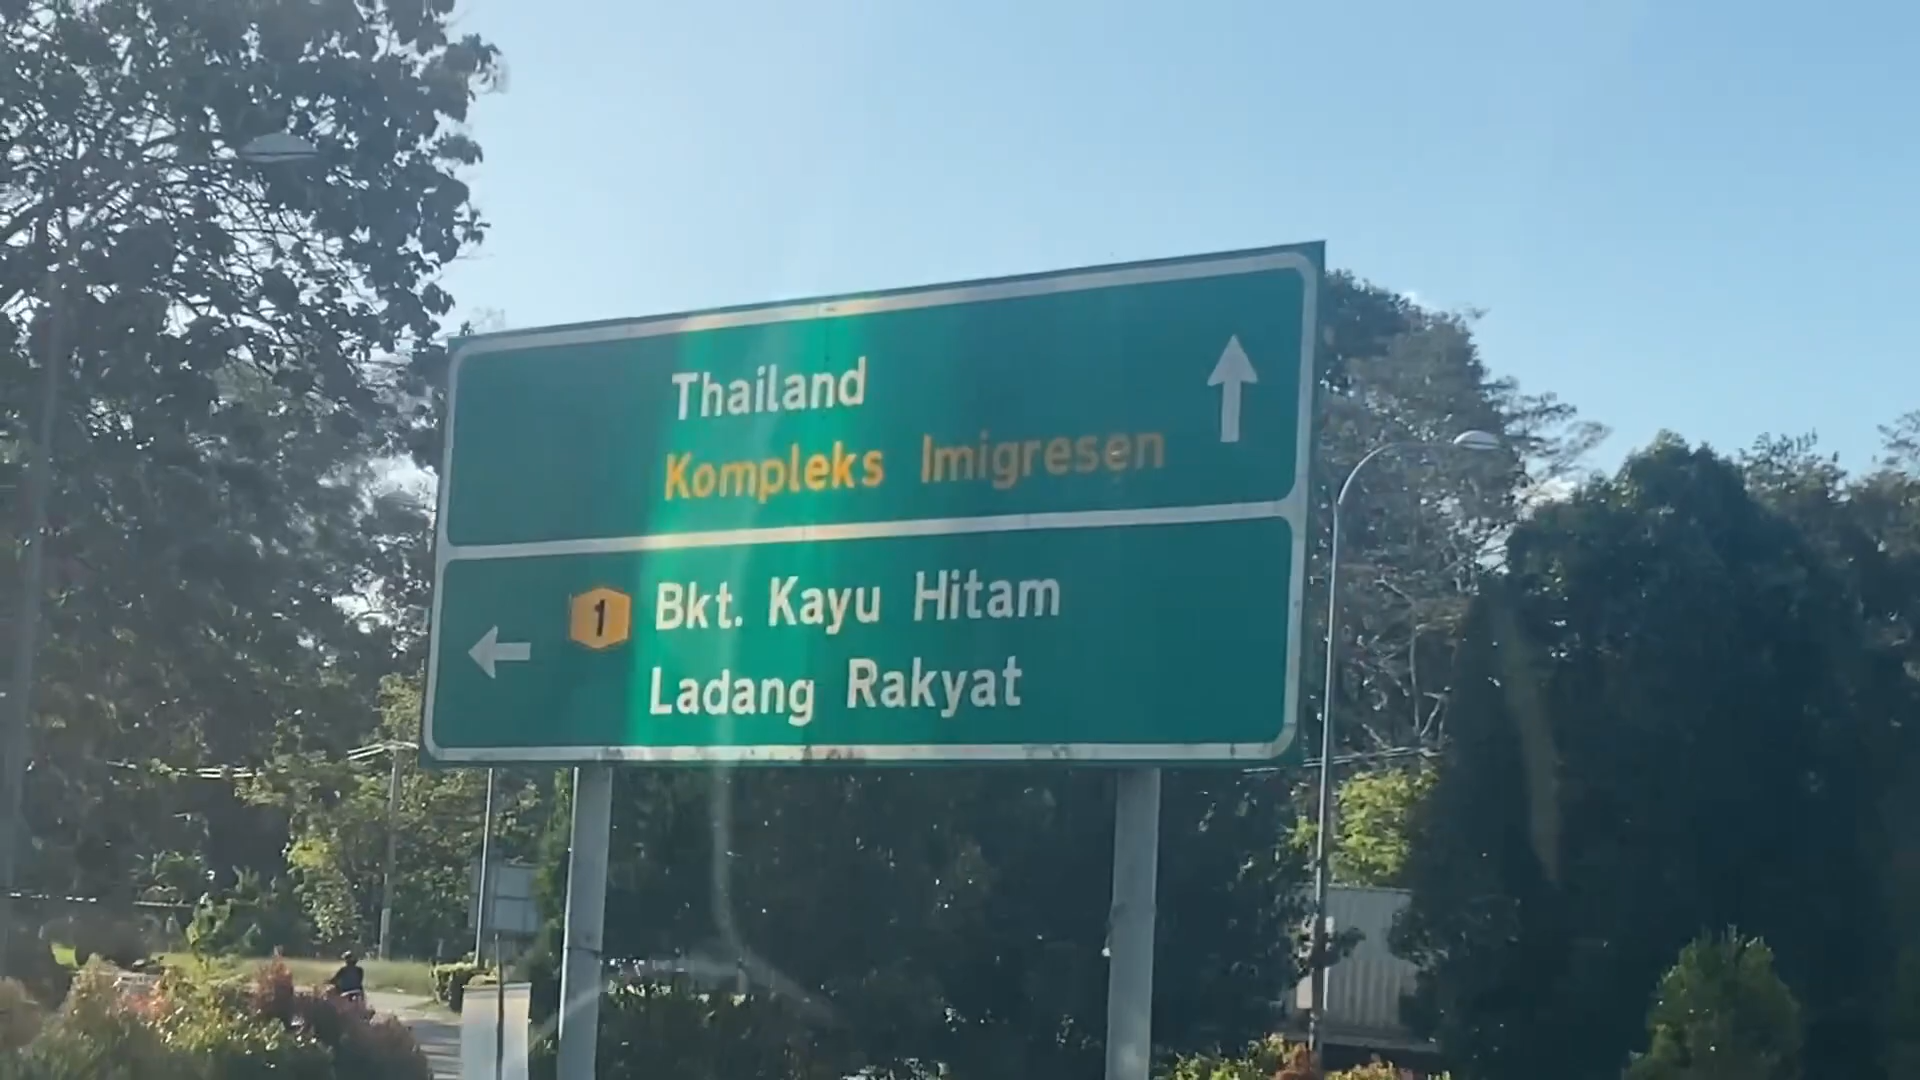 Thailand
Kompleks Imigresen
1 Bkt. Kayu Hitam
Ladang Rakyat